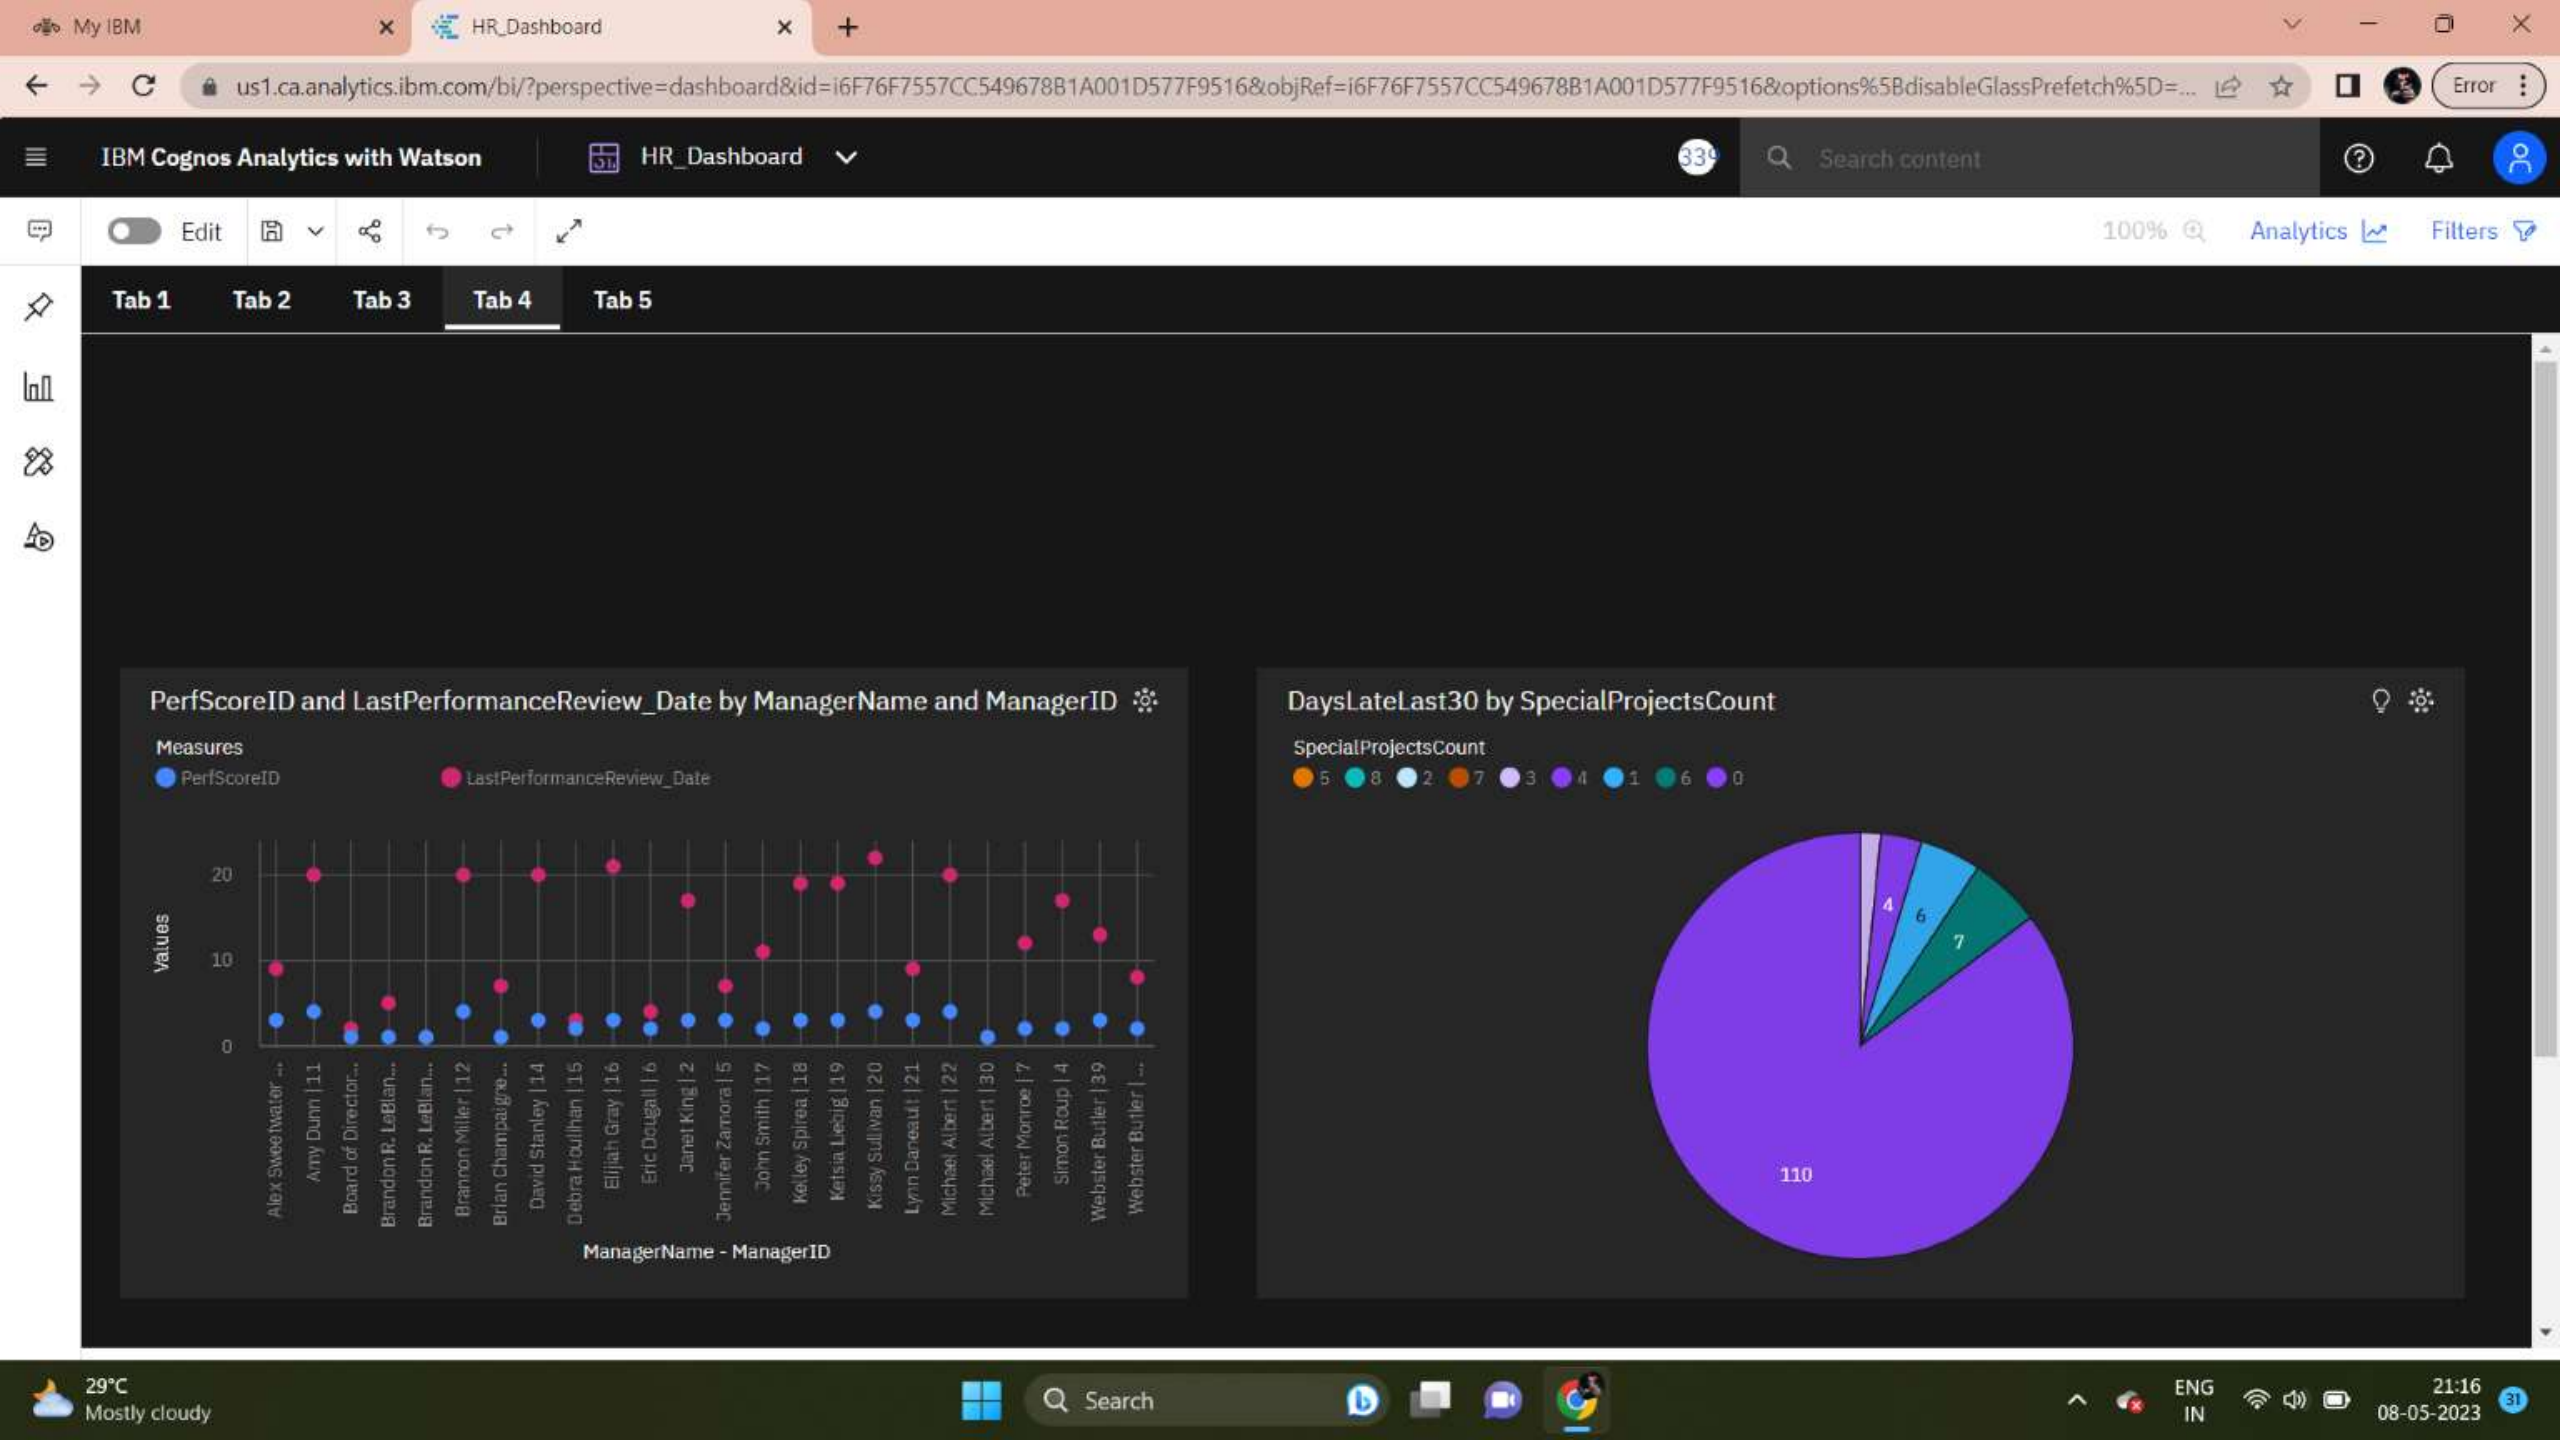 My IBM
HR_Dashboard
us1.ca.analytics.ibm.com/bi/?perspective=dashboard&id=i6F76F7557CC549678B1A001D577F9516&objRef=i6F76F7557CC549678B1A001D577F9516&options%5BdisableGlassPrefetch%5D=...
Error
IBM Cognos Analytics with Watson
HR_Dashboard
339
Search content
Edit
100%
Analytics
Filters
Tab 1
Tab 2
Tab 3
Tab 4
Tab 5
PerfScoreID and LastPerformanceReview_Date by ManagerName and ManagerID
Measures
PerfScoreID
LastPerformanceReview_Date
Values
20
10
0
Alex Sweetwater ...
Amy Dunn | 11
Board of Director...
Brandon R. LeBlan...
Brandon R. LeBlan...
Brannon Miller | 12
Brian Champaigne...
David Stanley | 14
Debra Houlihan | 15
Elijiah Gray | 16
Eric Dougall | 6
Janet King | 2
Jennifer Zamora | 5
John Smith | 17
Kelley Spirea | 18
Ketsia Liebig | 19
Kissy Sullivan | 20
Lynn Daneault | 21
Michael Albert | 22
Michael Albert | 30
Peter Monroe | 7
Simon Roup | 4
Webster Butler | 39
Webster Butler | ...
ManagerName - ManagerID
DaysLateLast30 by SpecialProjectsCount
SpecialProjectsCount
5 8 2 7 3 4 1 6 0
4
6
7
110
29°C
Mostly cloudy
Search
ENG
IN
21:16
08-05-2023
31